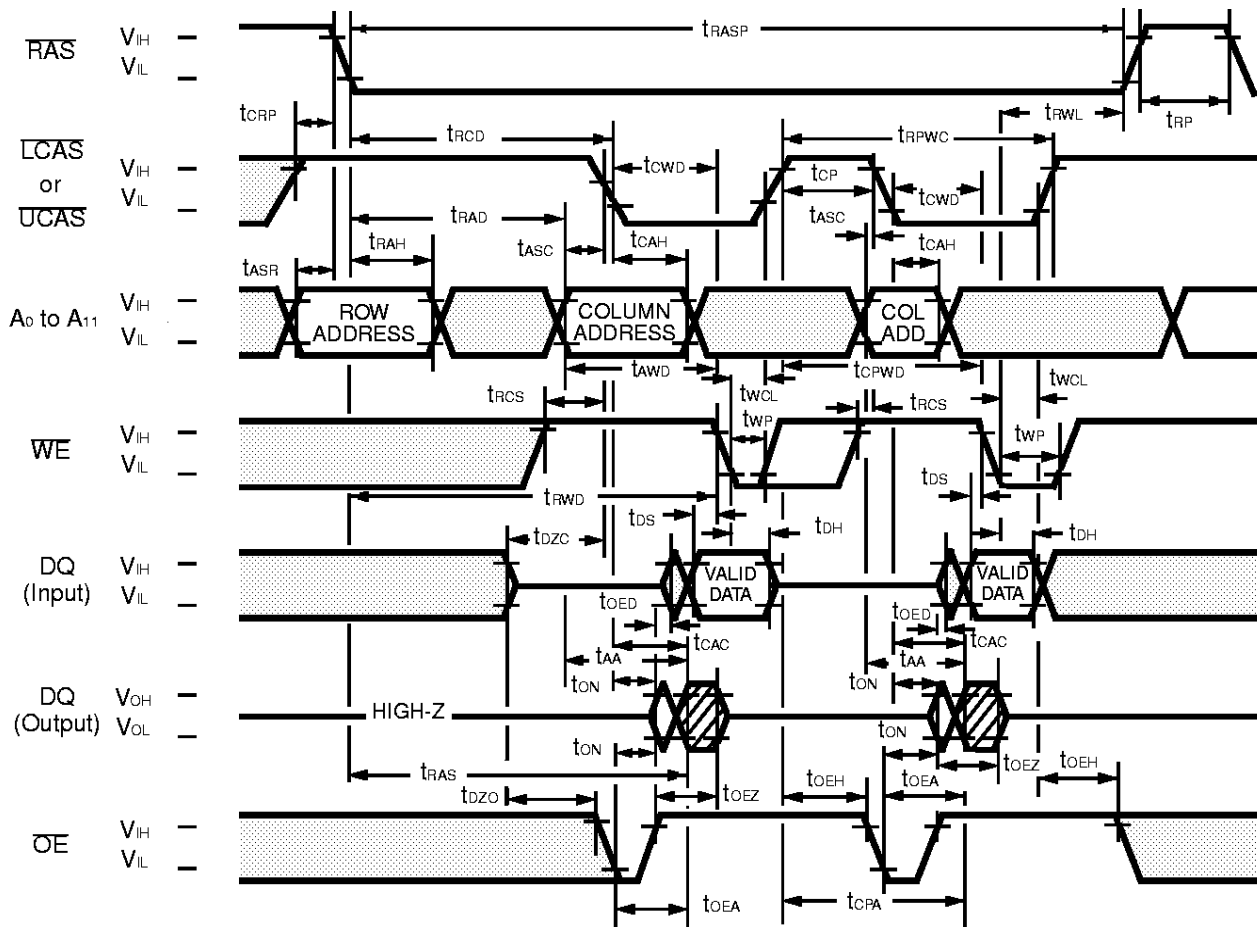 tRASP
RAS VIH
VIL
tCRP tRCD tRPWC tRWL tRP
LCAS
or
UCAS
VIH
VIL
tCWD tCP tCWD
tRAD tASC
tRAH tASC tCAH tCAH
tASR
A0 to A11 VIH
VIL
ROW
ADDRESS
COLUMN
ADDRESS
COL
ADD
tAWD tCPWD
tRCS tWCL tRCS tWCL
tWP tWP
WE VIH
VIL
tRWD tDS
tDZC tDS tDH tDH
DQ
(Input)
VIH
VIL
VALID
DATA
VALID
DATA
tOED tOED
tCAC tCAC
tAA tAA
tON tON
DQ
(Output)
VOH
VOL
HIGH-Z
tON tON
tRAS tOEZ tOEH tOEA tOEZ tOEH
tDZO
OE VIH
VIL
tOEA tCPA